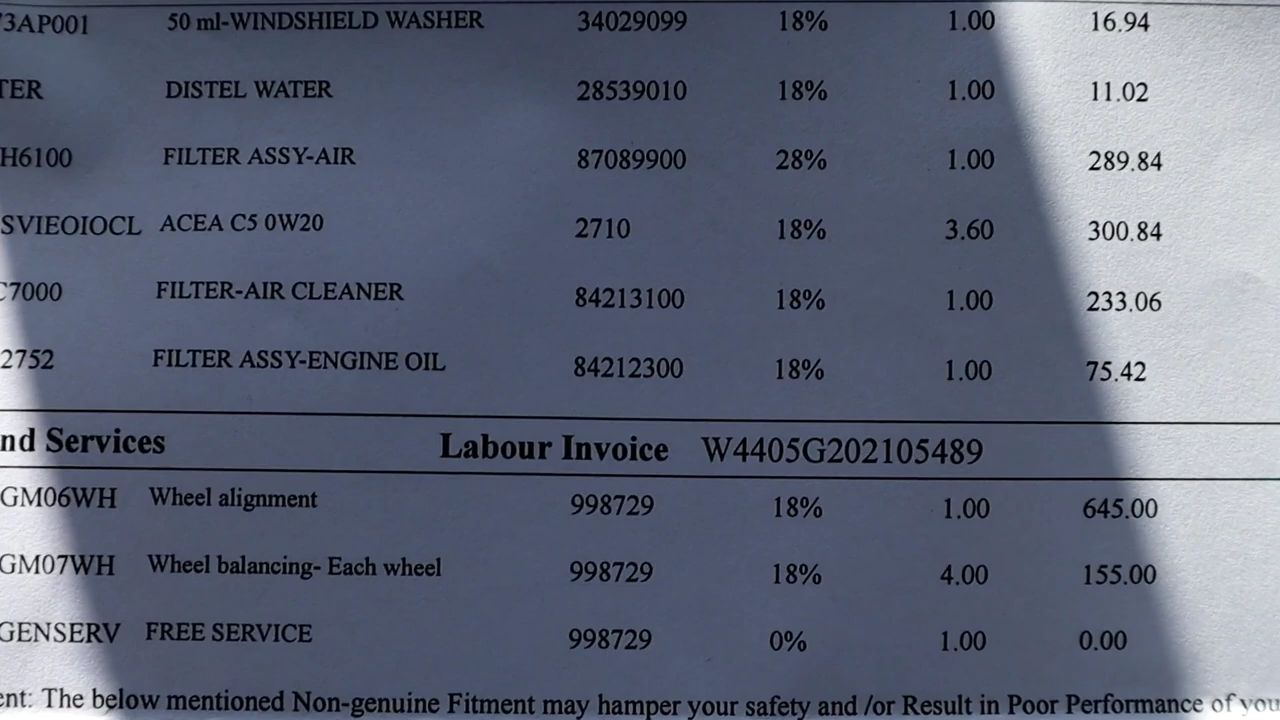 73AP001 50 ml-WINDSHIELD WASHER 34029099 18% 1.00 16.94
TER DISTEL WATER 28539010 18% 1.00 11.02
H6100 FILTER ASSY-AIR 87089900 28% 1.00 289.84
SVIEOIOCL ACEA C5 0W20 2710 18% 3.60 300.84
C7000 FILTER-AIR CLEANER 84213100 18% 1.00 233.06
2752 FILTER ASSY-ENGINE OIL 84212300 18% 1.00 75.42
nd Services Labour Invoice W4405G202105489
GM06WH Wheel alignment 998729 18% 1.00 645.00
GM07WH Wheel balancing- Each wheel 998729 18% 4.00 155.00
GENSERV FREE SERVICE 998729 0% 1.00 0.00
ent: The below mentioned Non-genuine Fitment may hamper your safety and /or Result in Poor Performance of you